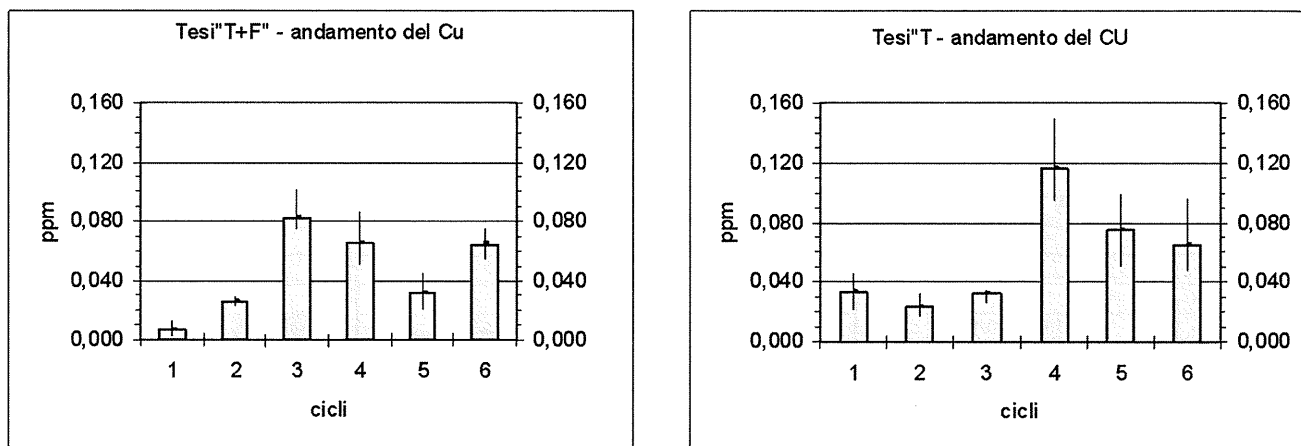 Tesi"T+F" - andamento del Cu
0,160 0,160
0,120 0,120
0,080 0,080
0,040 0,040
0,000 0,000
ppm
1 2 3 4 5 6
cicli
Tesi"T - andamento del CU
0,160 0,160
0,120 0,120
0,080 0,080
0,040 0,040
0,000 0,000
ppm
1 2 3 4 5 6
cicli